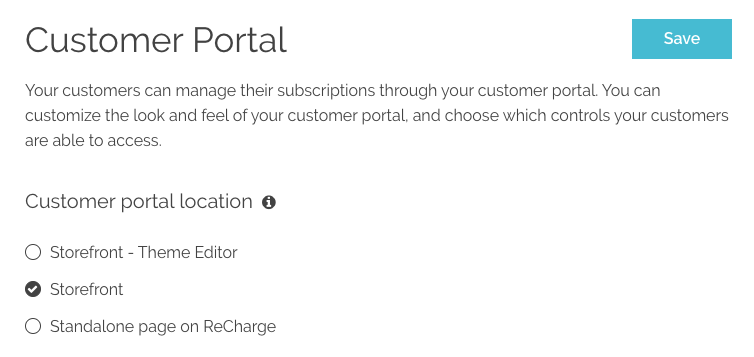 Customer Portal
Save
Your customers can manage their subscriptions through your customer portal. You can
customize the look and feel of your customer portal, and choose which controls your customers
are able to access.
Customer portal location
Storefront - Theme Editor
Storefront
Standalone page on ReCharge